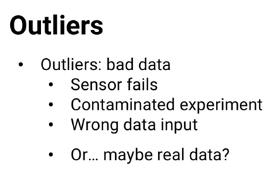 Outliers
• Outliers: bad data
• Sensor fails
• Contaminated experiment
• Wrong data input
• Or... maybe real data?